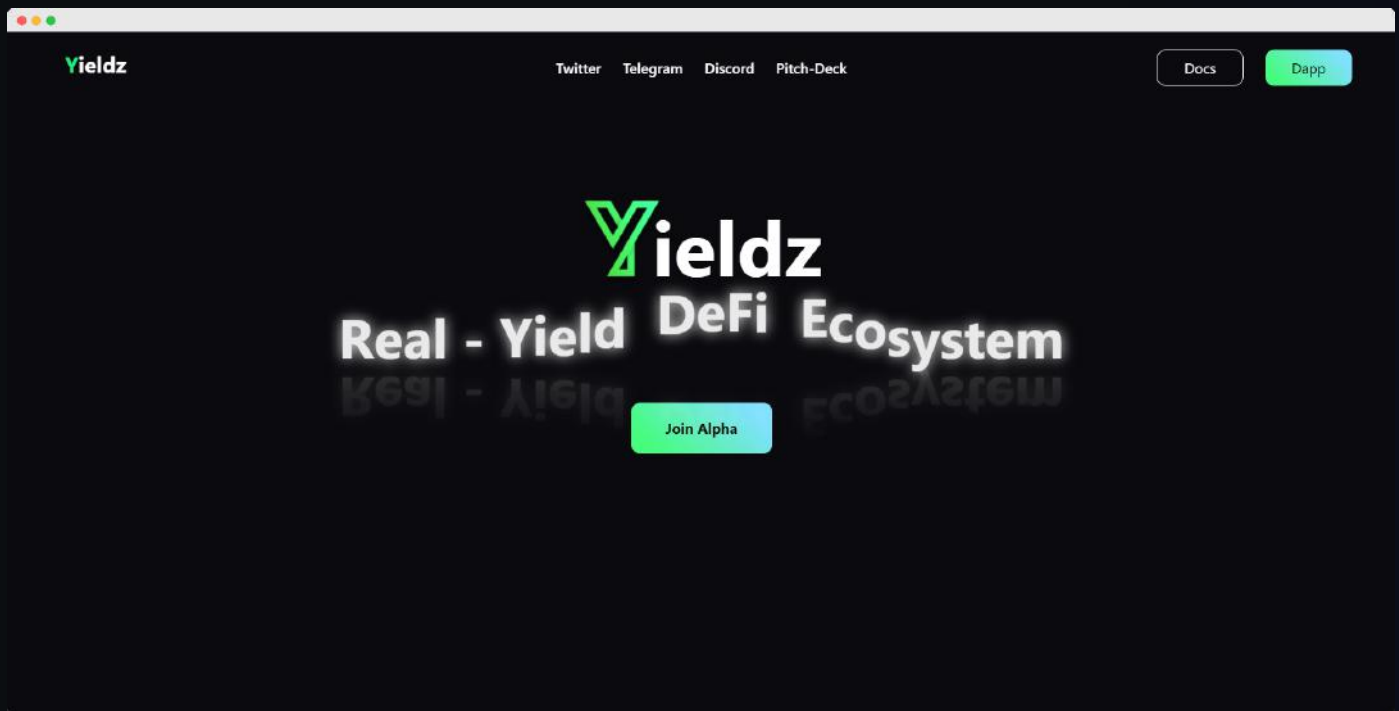 Yieldz
Twitter Telegram Discord Pitch-Deck
Docs
Dapp
Yieldz
Real - Yield DeFi Ecosystem
Join Alpha